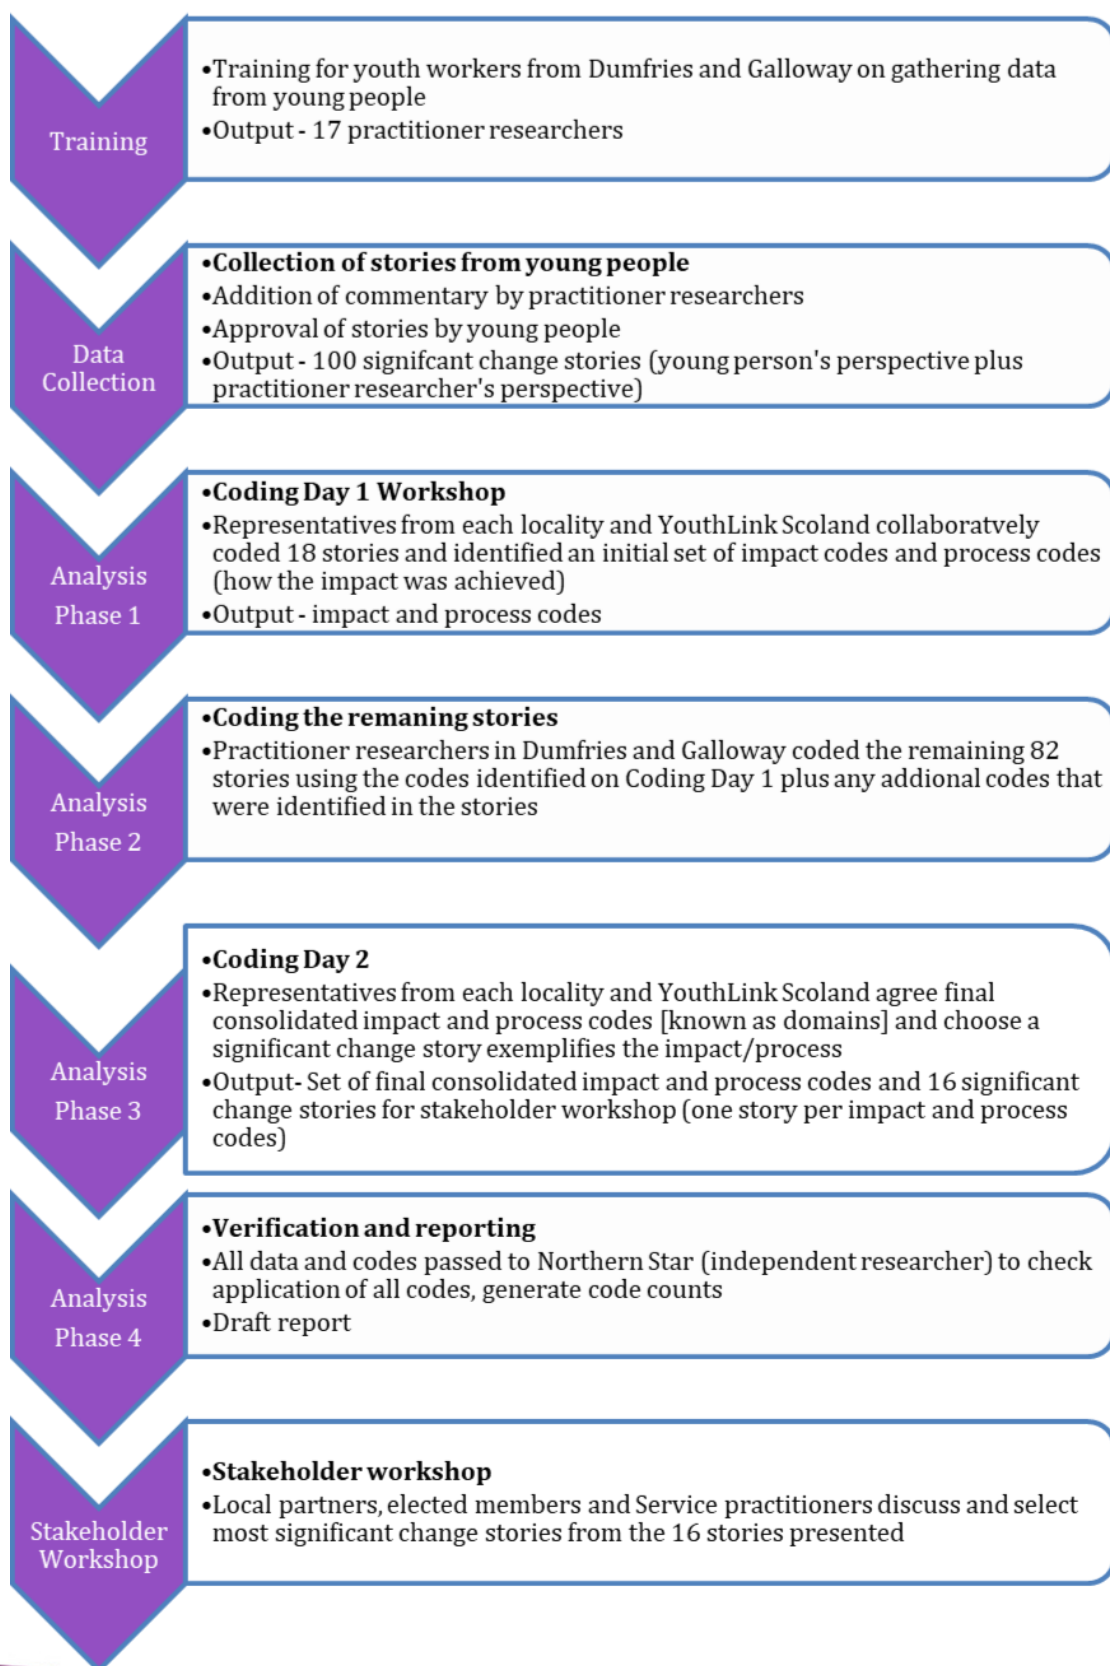 Training
•Training for youth workers from Dumfries and Galloway on gathering data
from young people
•Output - 17 practitioner researchers
Data
Collection
•Collection of stories from young people
•Addition of commentary by practitioner researchers
•Approval of stories by young people
•Output - 100 signifcant change stories (young person's perspective plus
practitioner researcher's perspective)
Analysis
Phase 1
•Coding Day 1 Workshop
•Representatives from each locality and YouthLink Scoland collaboratvely
coded 18 stories and identified an initial set of impact codes and process codes
(how the impact was achieved)
•Output - impact and process codes
Analysis
Phase 2
•Coding the remaning stories
•Practitioner researchers in Dumfries and Galloway coded the remaining 82
stories using the codes identified on Coding Day 1 plus any addional codes that
were identified in the stories
Analysis
Phase 3
•Coding Day 2
•Representatives from each locality and YouthLink Scoland agree final
consolidated impact and process codes [known as domains] and choose a
significant change story exemplifies the impact/process
•Output- Set of final consolidated impact and process codes and 16 significant
change stories for stakeholder workshop (one story per impact and process
codes)
Analysis
Phase 4
•Verification and reporting
•All data and codes passed to Northern Star (independent researcher) to check
application of all codes, generate code counts
•Draft report
Stakeholder
Workshop
•Stakeholder workshop
•Local partners, elected members and Service practitioners discuss and select
most significant change stories from the 16 stories presented